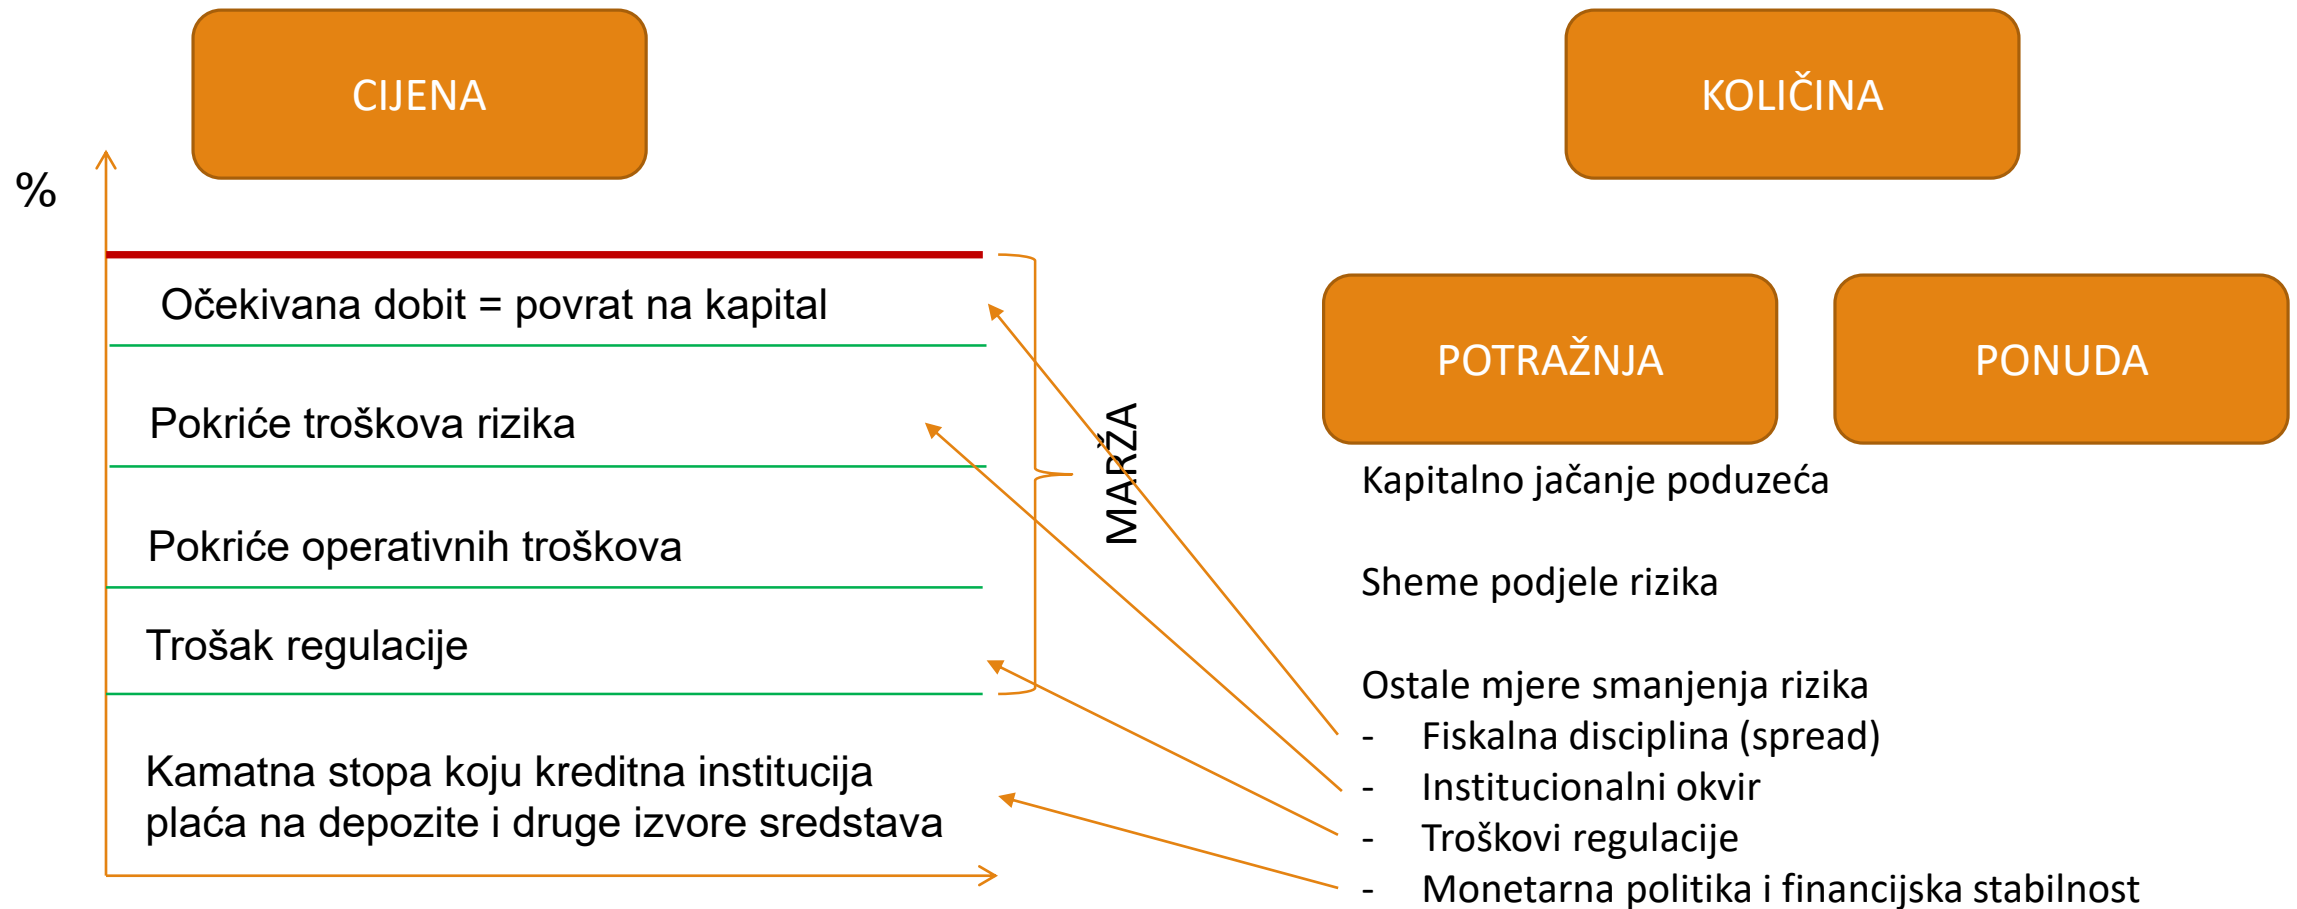 CIJENA
KOLIČINA
%
Očekivana dobit = povrat na kapital
Pokriće troškova rizika
Pokriće operativnih troškova
Trošak regulacije
Kamatna stopa koju kreditna institucija
plaća na depozite i druge izvore sredstava
MARŽA
POTRAŽNJA
PONUDA
Kapitalno jačanje poduzeća
Sheme podjele rizika
Ostale mjere smanjenja rizika
- Fiskalna disciplina (spread)
- Institucionalni okvir
- Troškovi regulacije
- Monetarna politika i financijska stabilnost